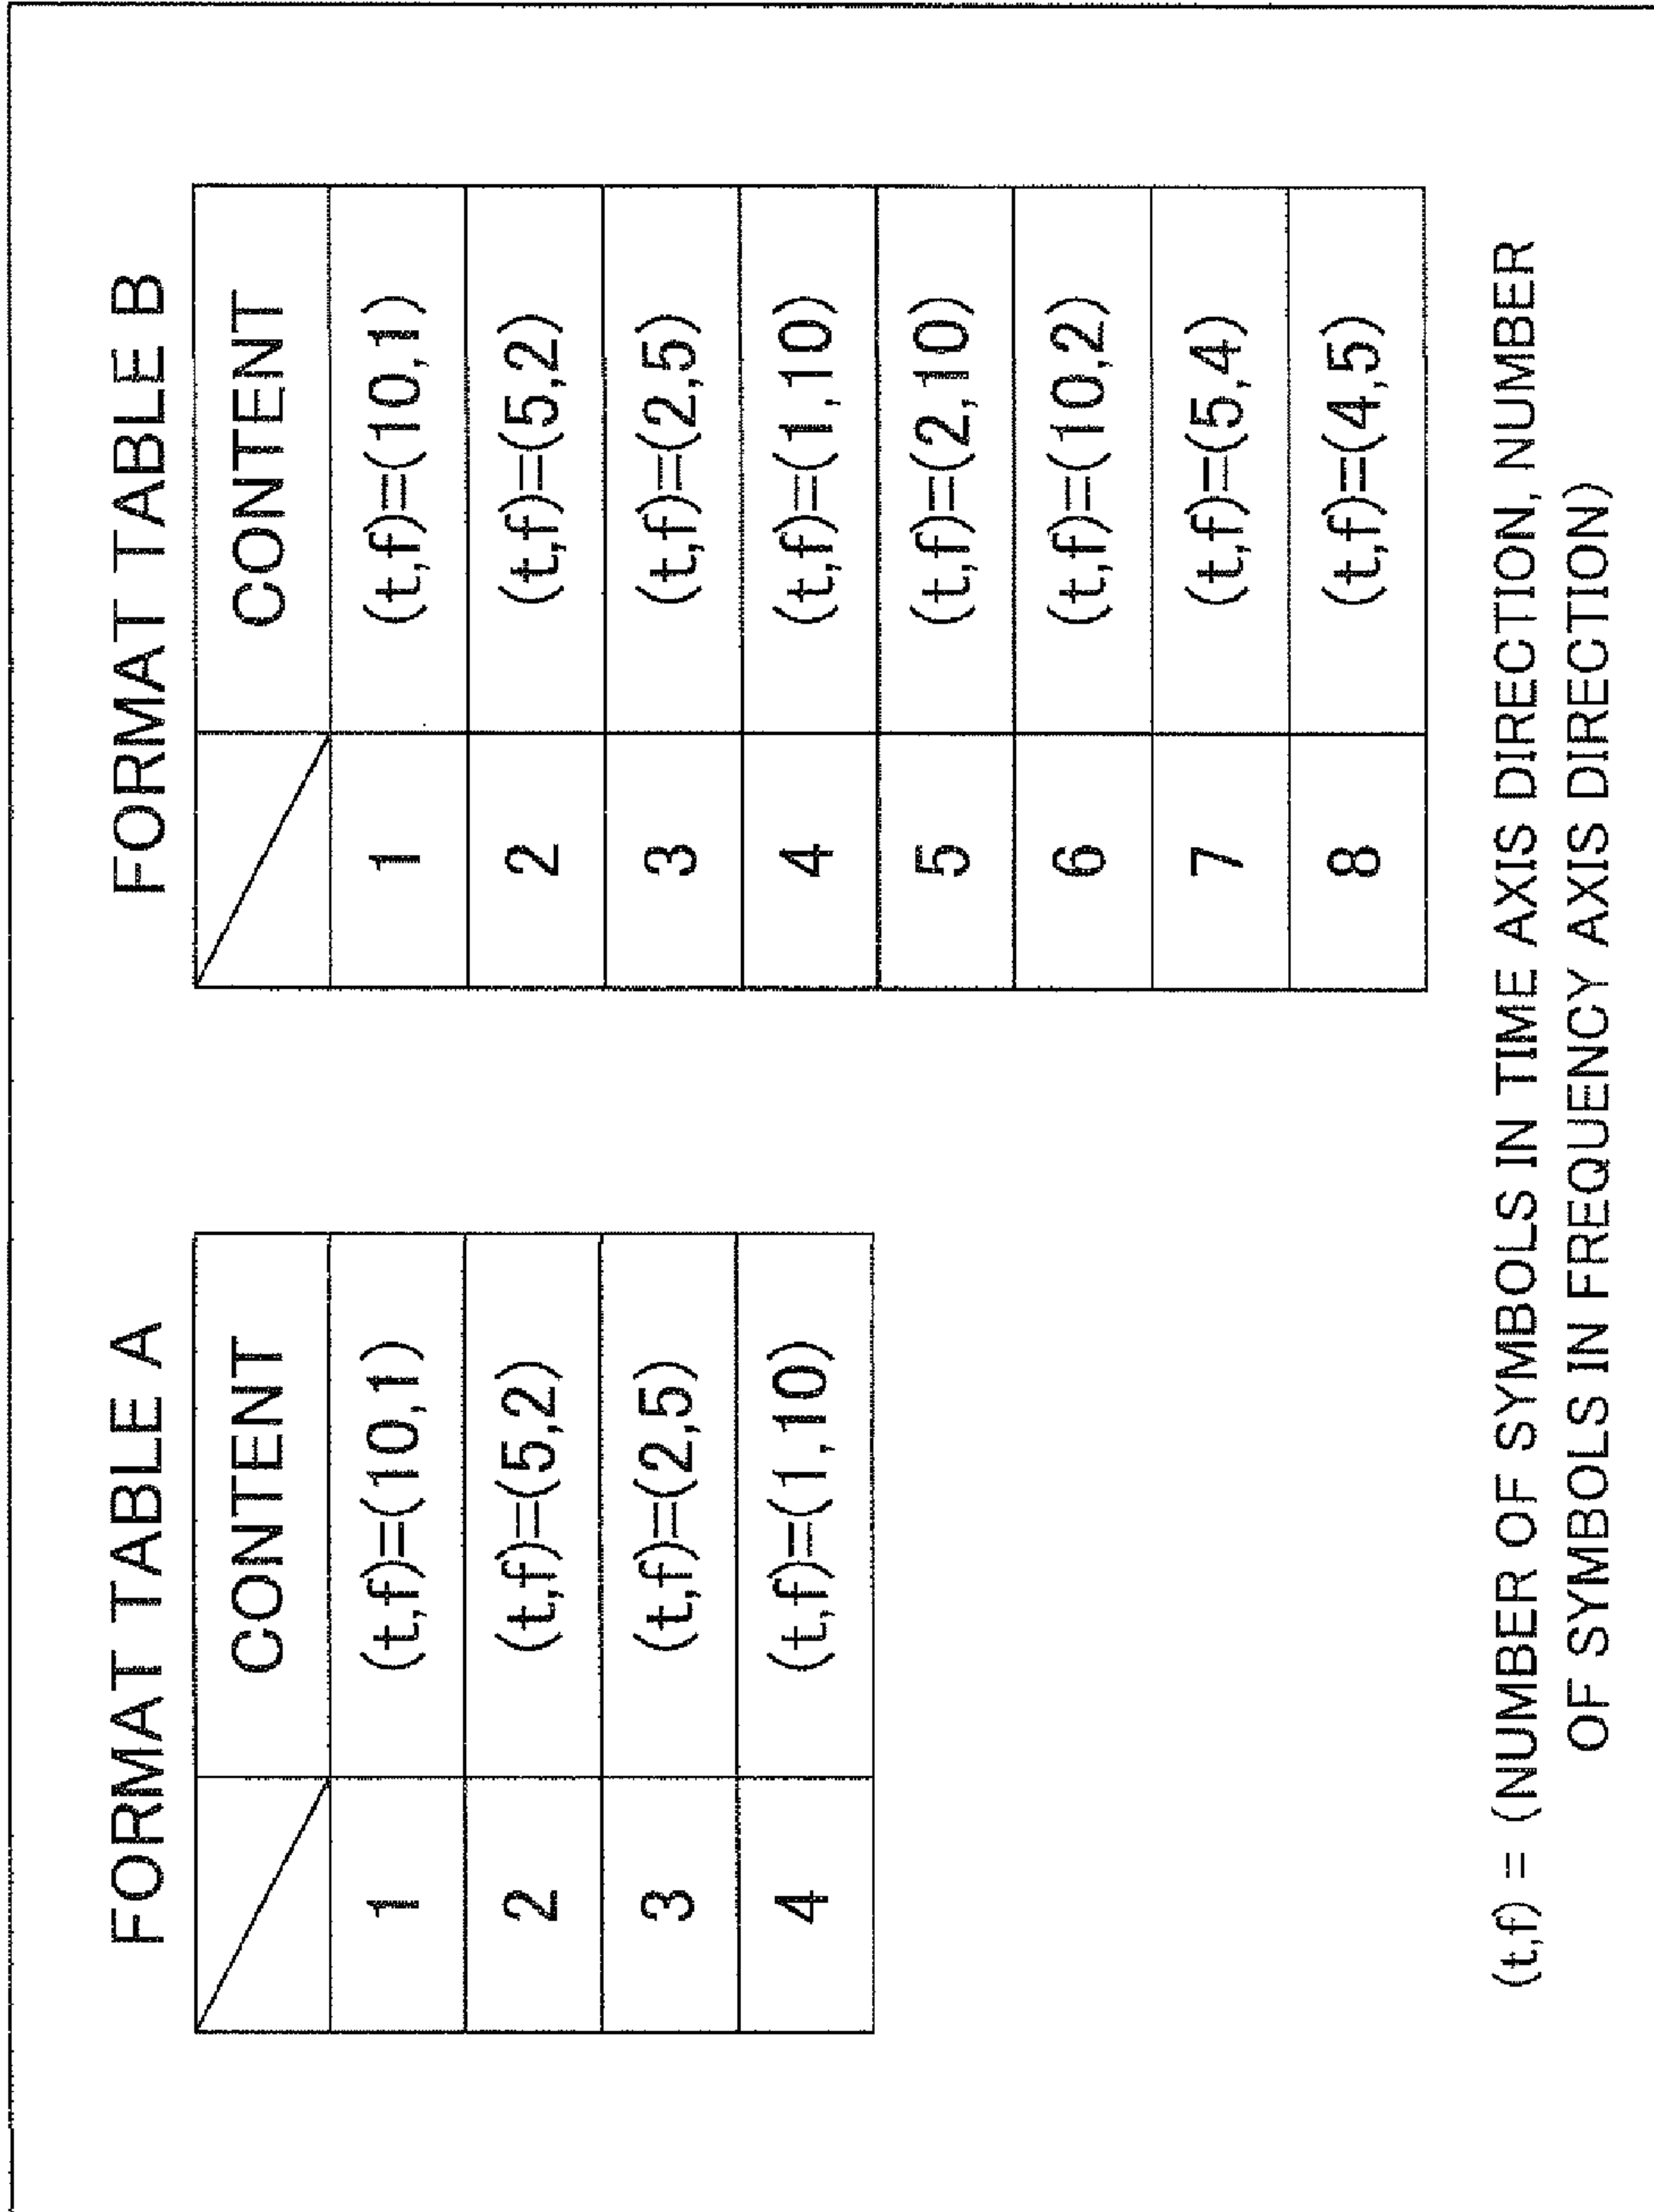 FORMAT TABLE A
CONTENT
1 (t,f)=(10,1)
2 (t,f)=(5,2)
3 (t,f)=(2,5)
4 (t,f)=(1,10)
FORMAT TABLE B
CONTENT
1 (t,f)=(10,1)
2 (t,f)=(5,2)
3 (t,f)=(2,5)
4 (t,f)=(1,10)
5 (t,f)=(2,10)
6 (t,f)=(10,2)
7 (t,f)=(5,4)
8 (t,f)=(4,5)
(t,f) = (NUMBER OF SYMBOLS IN TIME AXIS DIRECTION, NUMBER
OF SYMBOLS IN FREQUENCY AXIS DIRECTION)